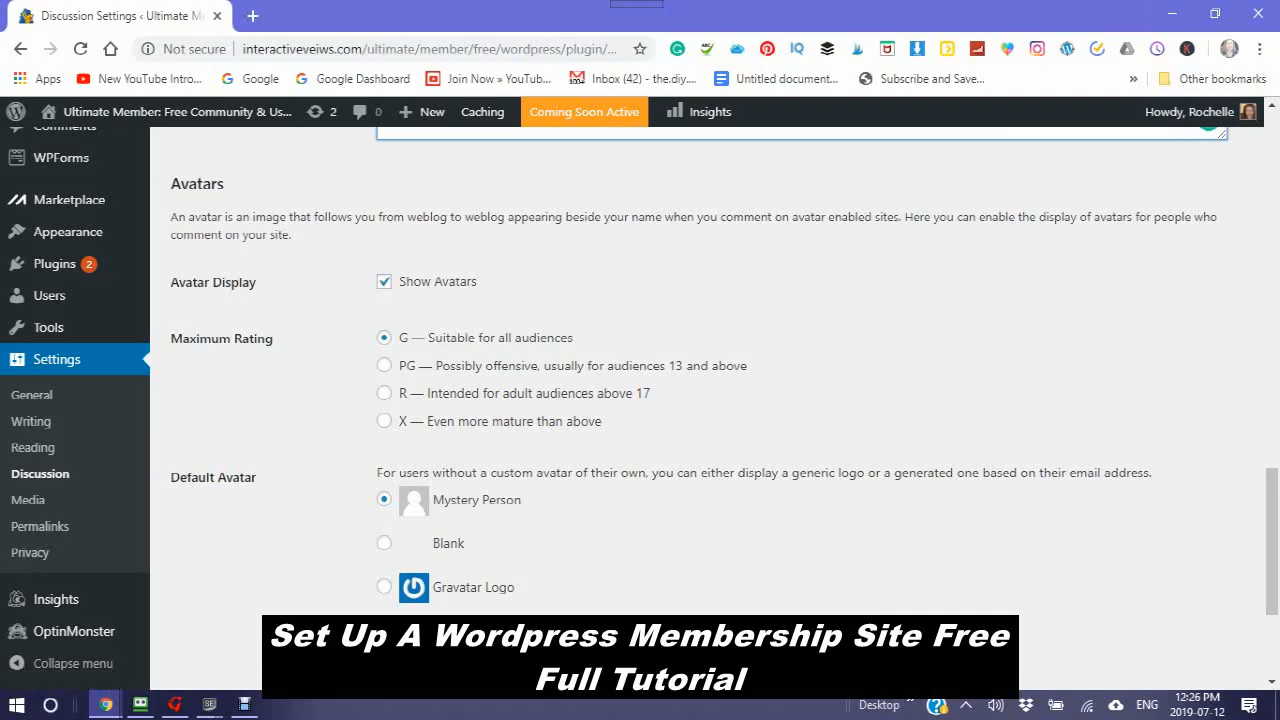 Discussion Settings ‹ Ultimate Me
Not secure | interactiveveiws.com/ultimate/member/free/wordpress/plugin/...
Apps New YouTube Intro... Google Google Dashboard Join Now » YouTub... Inbox (42) - the.diy... Untitled document... Subscribe and Save... » Other bookmarks
Ultimate Member: Free Community & Us... 2 0 New Caching Coming Soon Active Insights Howdy, Rochelle
Comments
WPForms
Marketplace
Appearance
Plugins 2
Users
Tools
Settings
General
Writing
Reading
Discussion
Media
Permalinks
Privacy
Insights
OptinMonster
Collapse menu
Avatars
An avatar is an image that follows you from weblog to weblog appearing beside your name when you comment on avatar enabled sites. Here you can enable the display of avatars for people who
comment on your site.
Avatar Display Show Avatars
Maximum Rating G — Suitable for all audiences
PG — Possibly offensive, usually for audiences 13 and above
R — Intended for adult audiences above 17
X — Even more mature than above
Default Avatar For users without a custom avatar of their own, you can either display a generic logo or a generated one based on their email address.
Mystery Person
Blank
Gravatar Logo
Set Up A Wordpress Membership Site Free
Full Tutorial
Desktop ENG 12:26 PM
2019-07-12